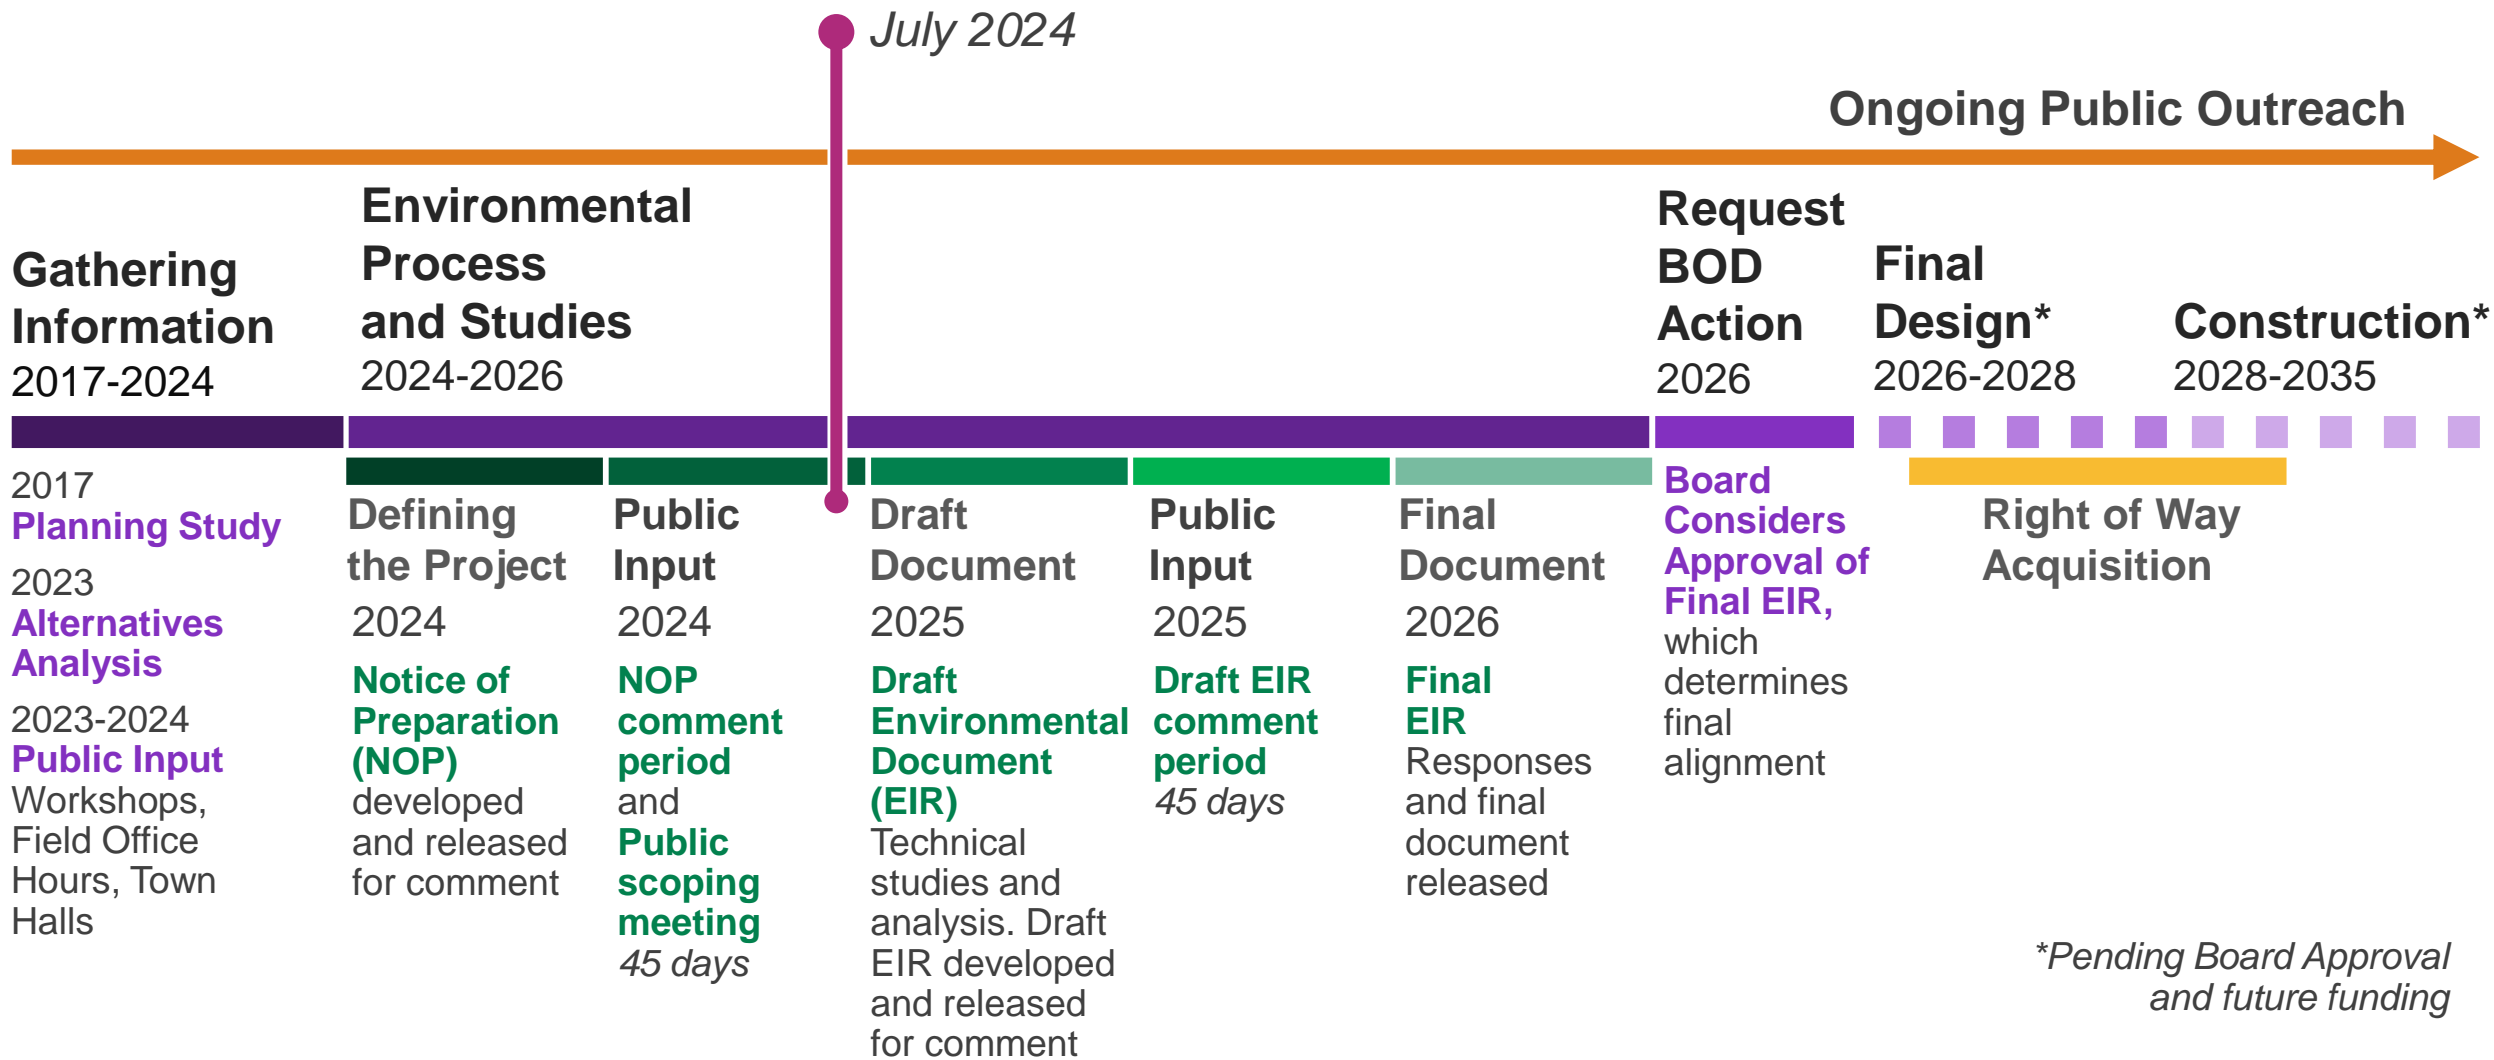 July 2024
Ongoing Public Outreach
Gathering
Information
2017-2024
Environmental
Process
and Studies
2024-2026
Request
BOD
Action
2026
Final
Design*
2026-2028
Construction*
2028-2035
2017
Planning Study
2023
Alternatives
Analysis
2023-2024
Public Input
Workshops,
Field Office
Hours, Town
Halls
Defining
the Project
2024
Notice of
Preparation
(NOP)
developed
and released
for comment
Public
Input
2024
NOP
comment
period
and
Public
scoping
meeting
45 days
Draft
Document
2025
Draft
Environmental
Document
(EIR)
Technical
studies and
analysis. Draft
EIR developed
and released
for comment
Public
Input
2025
Draft EIR
comment
period
45 days
Final
Document
2026
Final
EIR
Responses
and final
document
released
Board
Considers
Approval of
Final EIR,
which
determines
final
alignment
Right of Way
Acquisition
*Pending Board Approval
and future funding